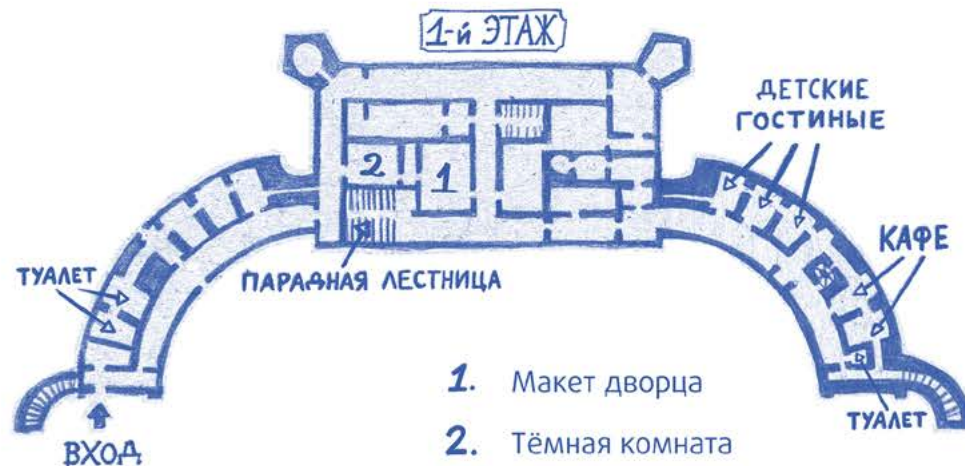 1-й ЭТАЖ
ДЕТСКИЕ
ГОСТИНЫЕ
2
1
КАФЕ
ТУАЛЕТ
ПАРАДНАЯ ЛЕСТНИЦА
1. Макет дворца
ТУАЛЕТ
2. Тёмная комната
ВХОД